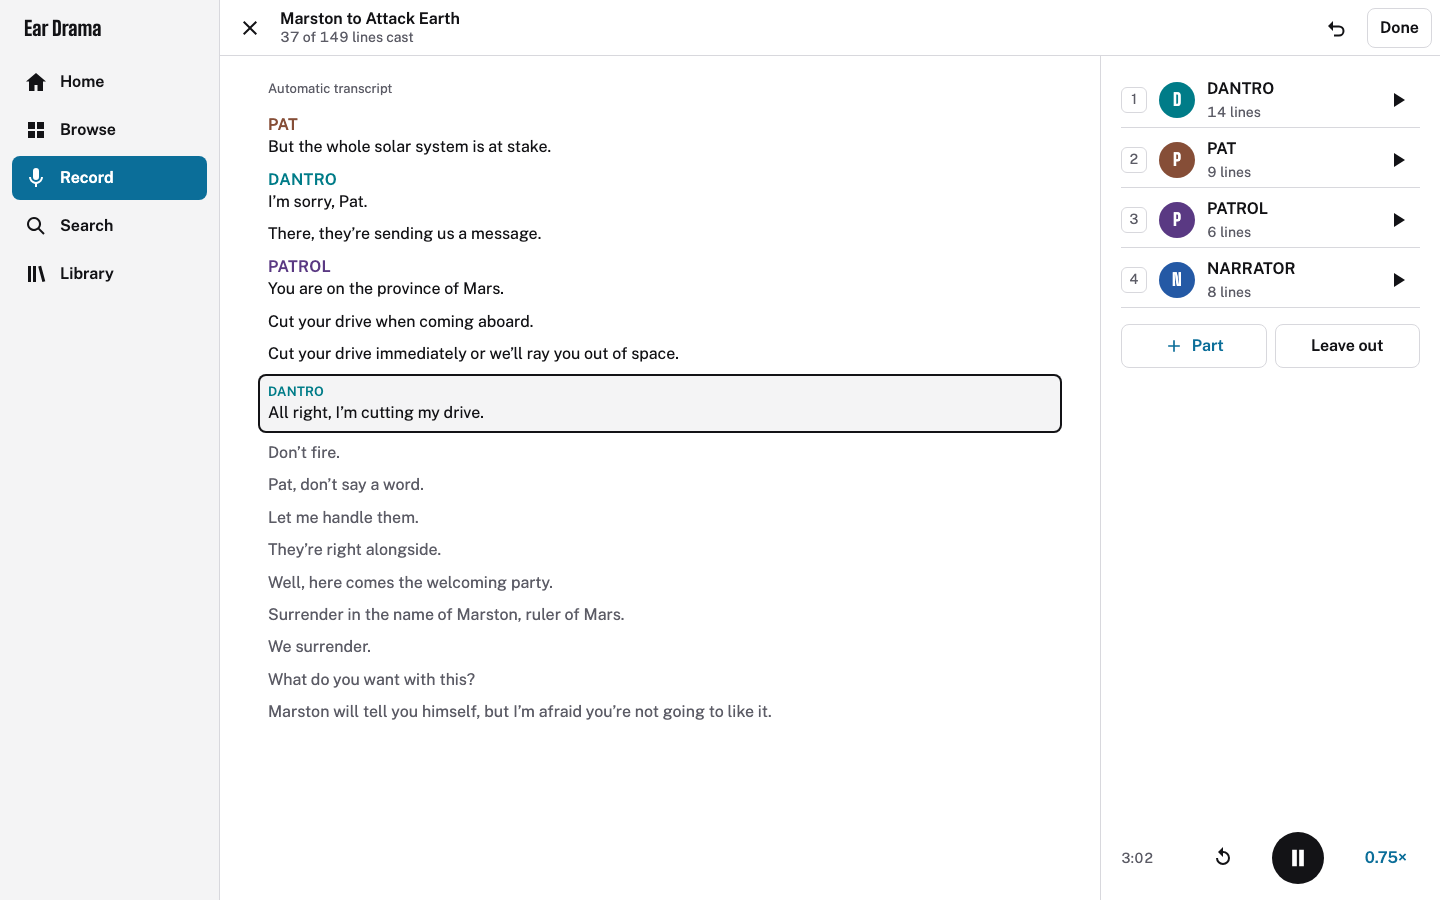 Ear Drama
Home
Browse
Record
Search
Library
Marston to Attack Earth
37 of 149 lines cast
Done
Automatic transcript
PAT
But the whole solar system is at stake.
DANTRO
I’m sorry, Pat.
There, they’re sending us a message.
PATROL
You are on the province of Mars.
Cut your drive when coming aboard.
Cut your drive immediately or we’ll ray you out of space.
DANTRO
All right, I’m cutting my drive.
Don’t fire.
Pat, don’t say a word.
Let me handle them.
They’re right alongside.
Well, here comes the welcoming party.
Surrender in the name of Marston, ruler of Mars.
We surrender.
What do you want with this?
Marston will tell you himself, but I’m afraid you’re not going to like it.
1
D
DANTRO
14 lines
2
P
PAT
9 lines
3
P
PATROL
6 lines
4
N
NARRATOR
8 lines
+ Part
Leave out
3:02
0.75×